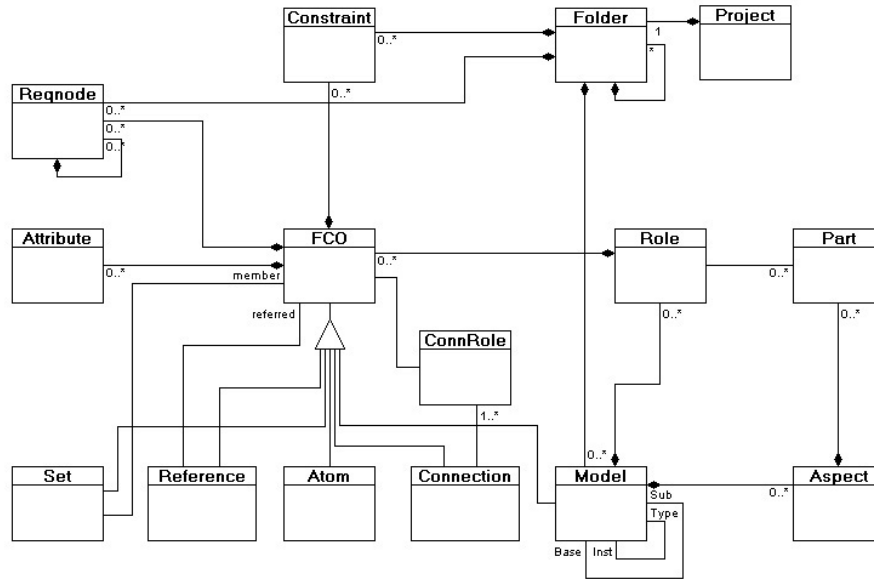 Constraint
Folder
Project
0..*
1
*
Reqnode
0..*
0..*
0..*
0..*
Attribute
FCO
Role
Part
0..*
member
0..*
0..*
referred
0..*
0..*
ConnRole
1..*
0..*
Set
Reference
Atom
Connection
Model
Aspect
Sub
0..*
Type
Base
Inst